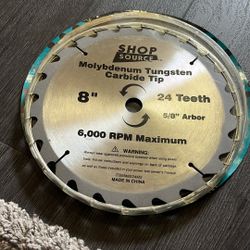 SHOP
SOURCE
Molybdenum Tungsten
Carbide Tip
8"
24 Teeth
5/8" Arbor
6,000 RPM Maximum
WARNING:
MADE IN CHINA